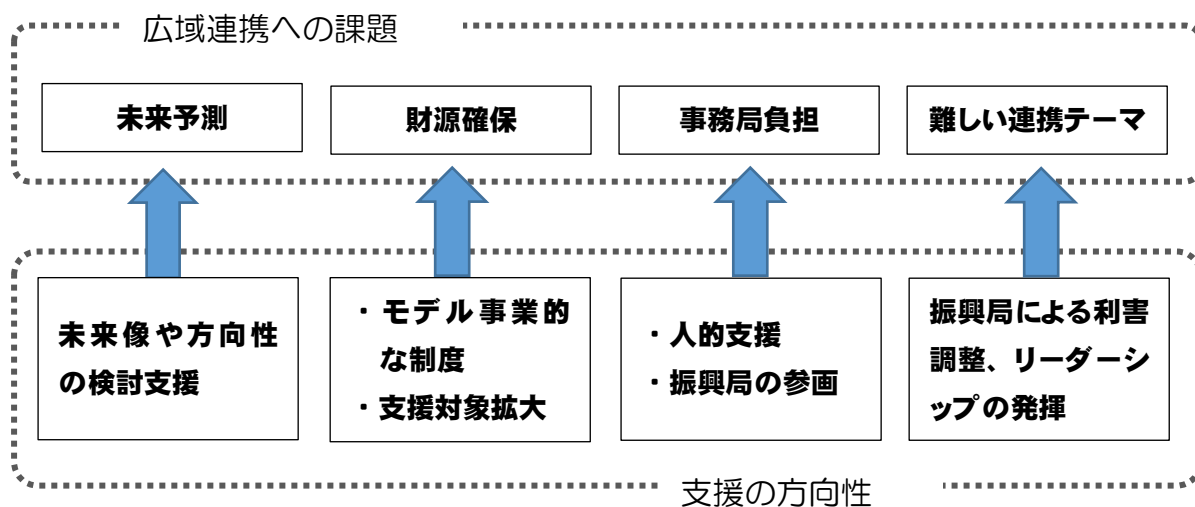 広域連携への課題
未来予測
財源確保
事務局負担
難しい連携テーマ
未来像や方向性
の検討支援
・モデル事業的
な制度
・支援対象拡大
・人的支援
・振興局の参画
振興局による利害
調整、リーダーシ
ップの発揮
支援の方向性